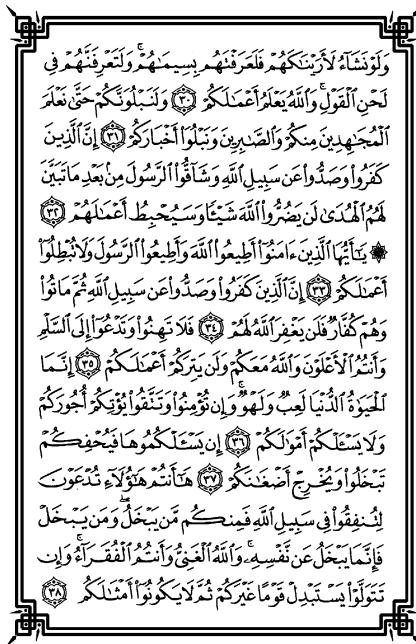 وَلَوْ نَشَآءُ لَأَرَيْنَٰكَهُمْ فَلَعَرَفْتَهُم بِسِيمَٰهُمْ ۚ وَلَتَعْرِفَنَّهُمْ فِي
لَحْنِ ٱلْقَوْلِ ۚ وَٱللَّهُ يَعْلَمُ أَعْمَٰلَكُمْ ۝٣٠ وَلَنَبْلُوَنَّكُمْ حَتَّىٰ نَعْلَمَ
ٱلْمُجَٰهِدِينَ مِنكُمْ وَٱلصَّٰبِرِينَ وَنَبْلُوَا۟ أَخْبَارَكُمْ ۝٣١ إِنَّ ٱلَّذِينَ
كَفَرُوا۟ وَصَدُّوا۟ عَن سَبِيلِ ٱللَّهِ وَشَآقُّوا۟ ٱلرَّسُولَ مِنۢ بَعْدِ مَا تَبَيَّنَ
لَهُمُ ٱلْهُدَىٰ لَن يَضُرُّوا۟ ٱللَّهَ شَيْـًٔا وَسَيُحْبِطُ أَعْمَٰلَهُمْ ۝٣٢
۞ يَٰٓأَيُّهَا ٱلَّذِينَ ءَامَنُوٓا۟ أَطِيعُوا۟ ٱللَّهَ وَأَطِيعُوا۟ ٱلرَّسُولَ وَلَا تُبْطِلُوٓا۟
أَعْمَٰلَكُمْ ۝٣٣ إِنَّ ٱلَّذِينَ كَفَرُوا۟ وَصَدُّوا۟ عَن سَبِيلِ ٱللَّهِ ثُمَّ مَاتُوا۟
وَهُمْ كُفَّارٌ فَلَن يَغْفِرَ ٱللَّهُ لَهُمْ ۝٣٤ فَلَا تَهِنُوا۟ وَتَدْعُوٓا۟ إِلَى ٱلسَّلْمِ
وَأَنتُمُ ٱلْأَعْلَوْنَ وَٱللَّهُ مَعَكُمْ وَلَن يَتِرَكُمْ أَعْمَٰلَكُمْ ۝٣٥ إِنَّمَا
ٱلْحَيَوٰةُ ٱلدُّنْيَا لَعِبٌ وَلَهْوٌ ۚ وَإِن تُؤْمِنُوا۟ وَتَتَّقُوا۟ يُؤْتِكُمْ أُجُورَكُمْ
وَلَا يَسْـَٔلْكُمْ أَمْوَٰلَكُمْ ۝٣٦ إِن يَسْـَٔلْكُمُوهَا فَيُحْفِكُمْ
تَبْخَلُوا۟ وَيُخْرِجْ أَضْغَٰنَكُمْ ۝٣٧ هَٰٓأَنتُمْ هَٰٓؤُلَآءِ تُدْعَوْنَ
لِتُنفِقُوا۟ فِي سَبِيلِ ٱللَّهِ فَمِنكُم مَّن يَبْخَلُ ۖ وَمَن يَبْخَلْ
فَإِنَّمَا يَبْخَلُ عَن نَّفْسِهِۦ ۚ وَٱللَّهُ ٱلْغَنِيُّ وَأَنتُمُ ٱلْفُقَرَآءُ ۚ وَإِن
تَتَوَلَّوْا۟ يَسْتَبْدِلْ قَوْمًا غَيْرَكُمْ ثُمَّ لَا يَكُونُوٓا۟ أَمْثَٰلَكُم ۝٣٨